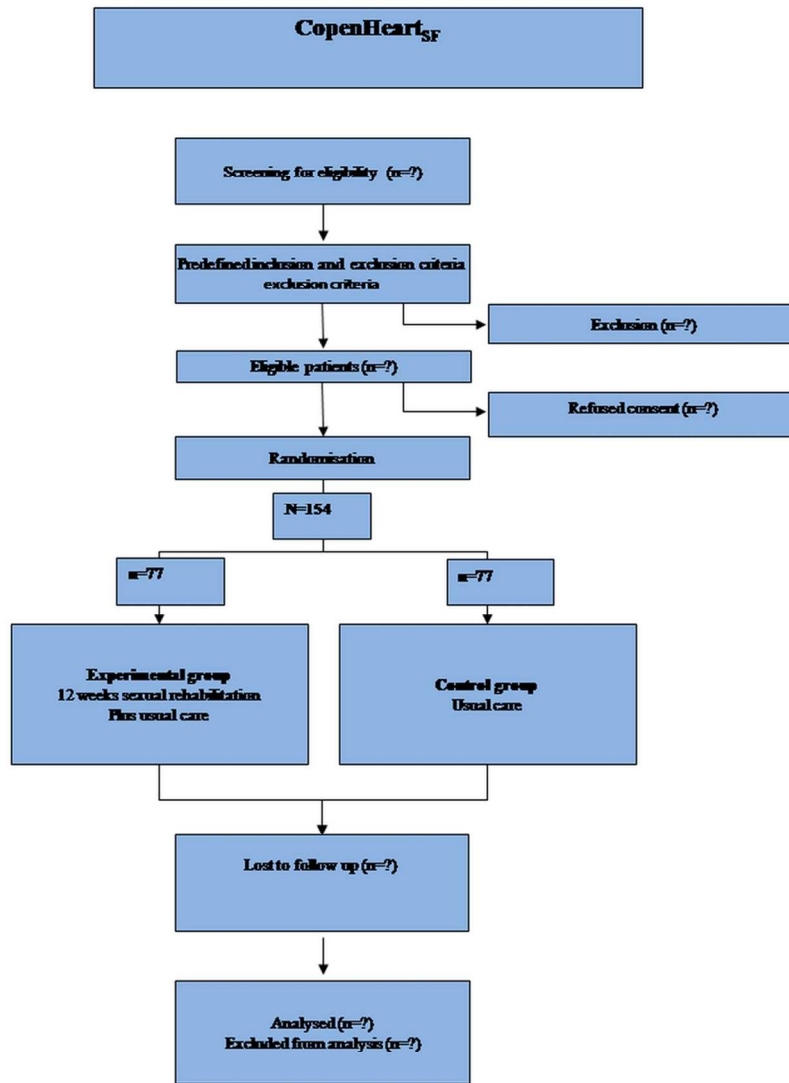 CopenHeartSF
Screening for eligibility (n=?)
Predefined inclusion and exclusion criteria
exclusion criteria
Exclusion (n=?)
Eligible patients (n=?)
Refused consent (n=?)
Randomisation
N=154
n=77
n=77
Experimental group
12 weeks sexual rehabilitation
Plus usual care
Control group
Usual care
Lost to follow up (n=?)
Analysed (n=?)
Excluded from analysis (n=?)